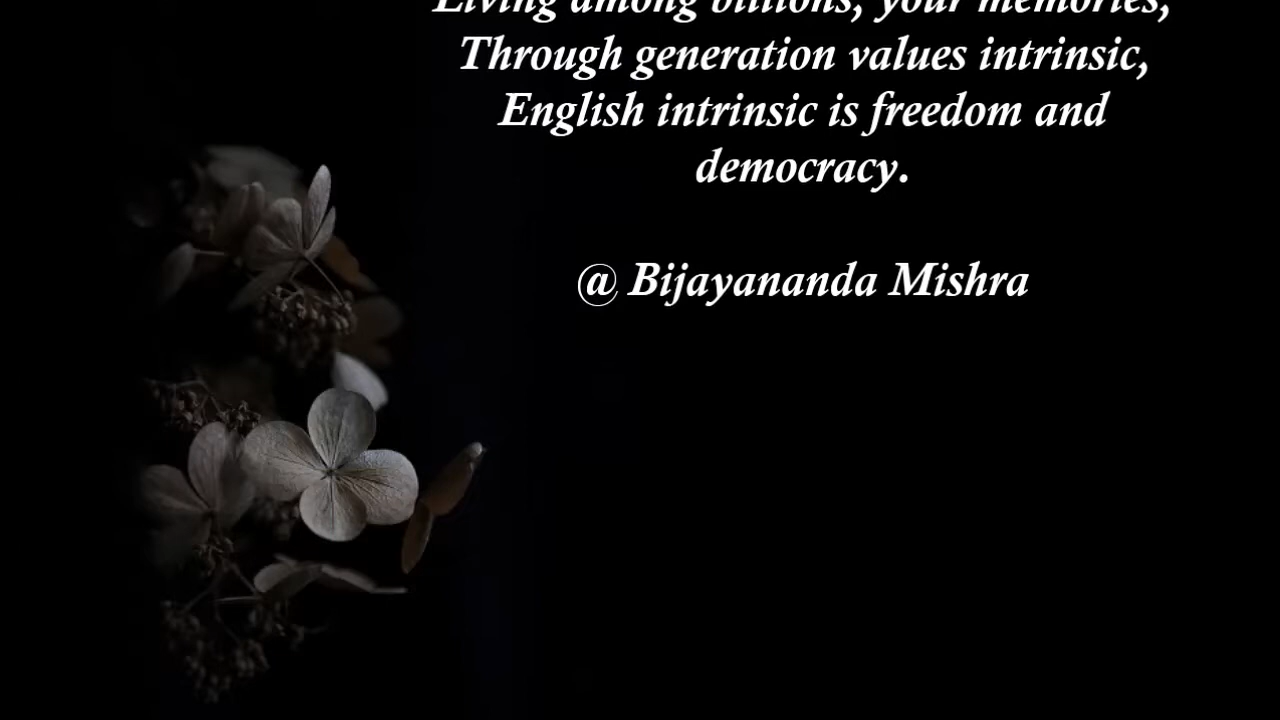 Living among billions, your memories,
Through generation values intrinsic,
English intrinsic is freedom and
democracy.
@ Bijayananda Mishra